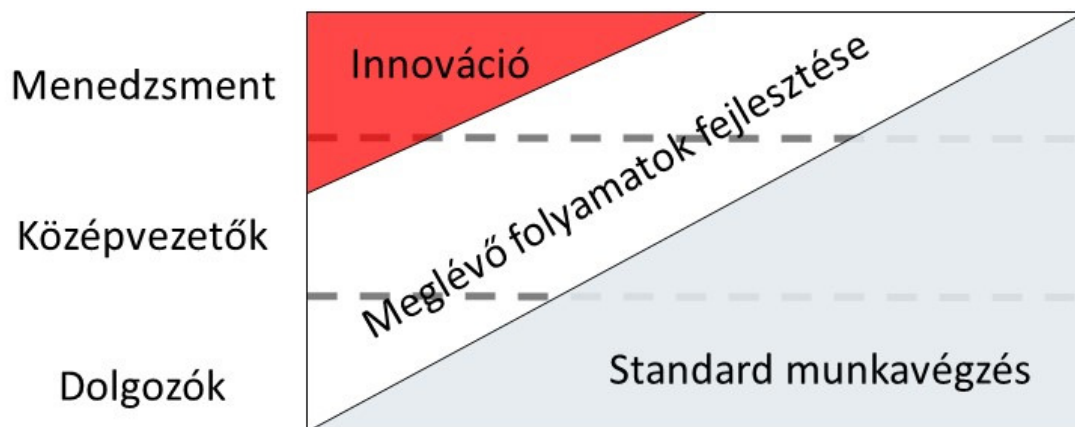 Innováció
Menedzsment
Meglévő folyamatok fejlesztése
Középvezetők
Standard munkavégzés
Dolgozók